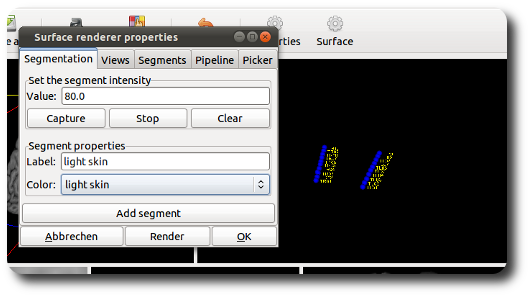 Surface renderer properties
erties
Surface
Segmentation
Views
Segments
Pipeline
Picker
Set the segment intensity
Value: 80.0
Capture
Stop
Clear
Segment properties
Label: light skin
Color: light skin
Add segment
Abbrechen
Render
OK